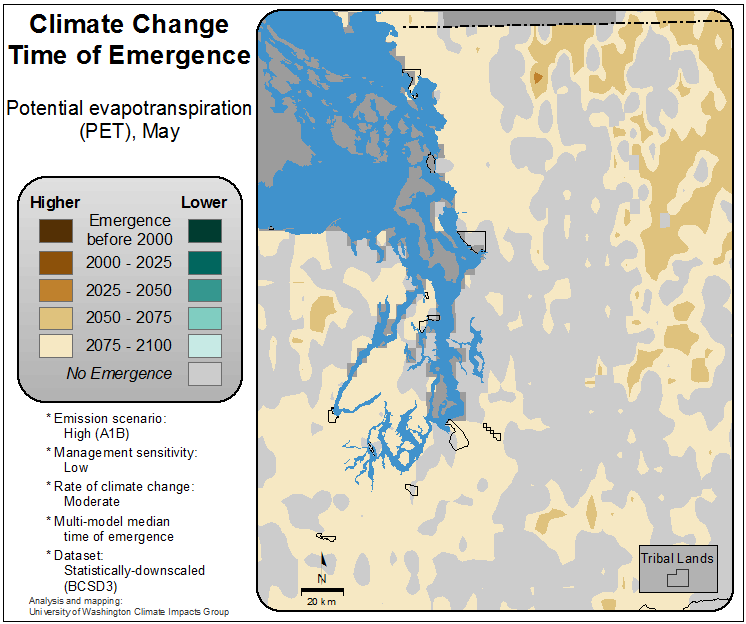 Climate Change
Time of Emergence
Potential evapotranspiration
(PET), May
Higher
Lower
Emergence
before 2000
2000 - 2025
2025 - 2050
2050 - 2075
2075 - 2100
No Emergence
* Emission scenario:
High (A1B)
* Management sensitivity:
Low
* Rate of climate change:
Moderate
* Multi-model median
time of emergence
* Dataset:
Statistically-downscaled
(BCSD3)
Analysis and mapping:
University of Washington Climate Impacts Group
N
20 km
Tribal Lands